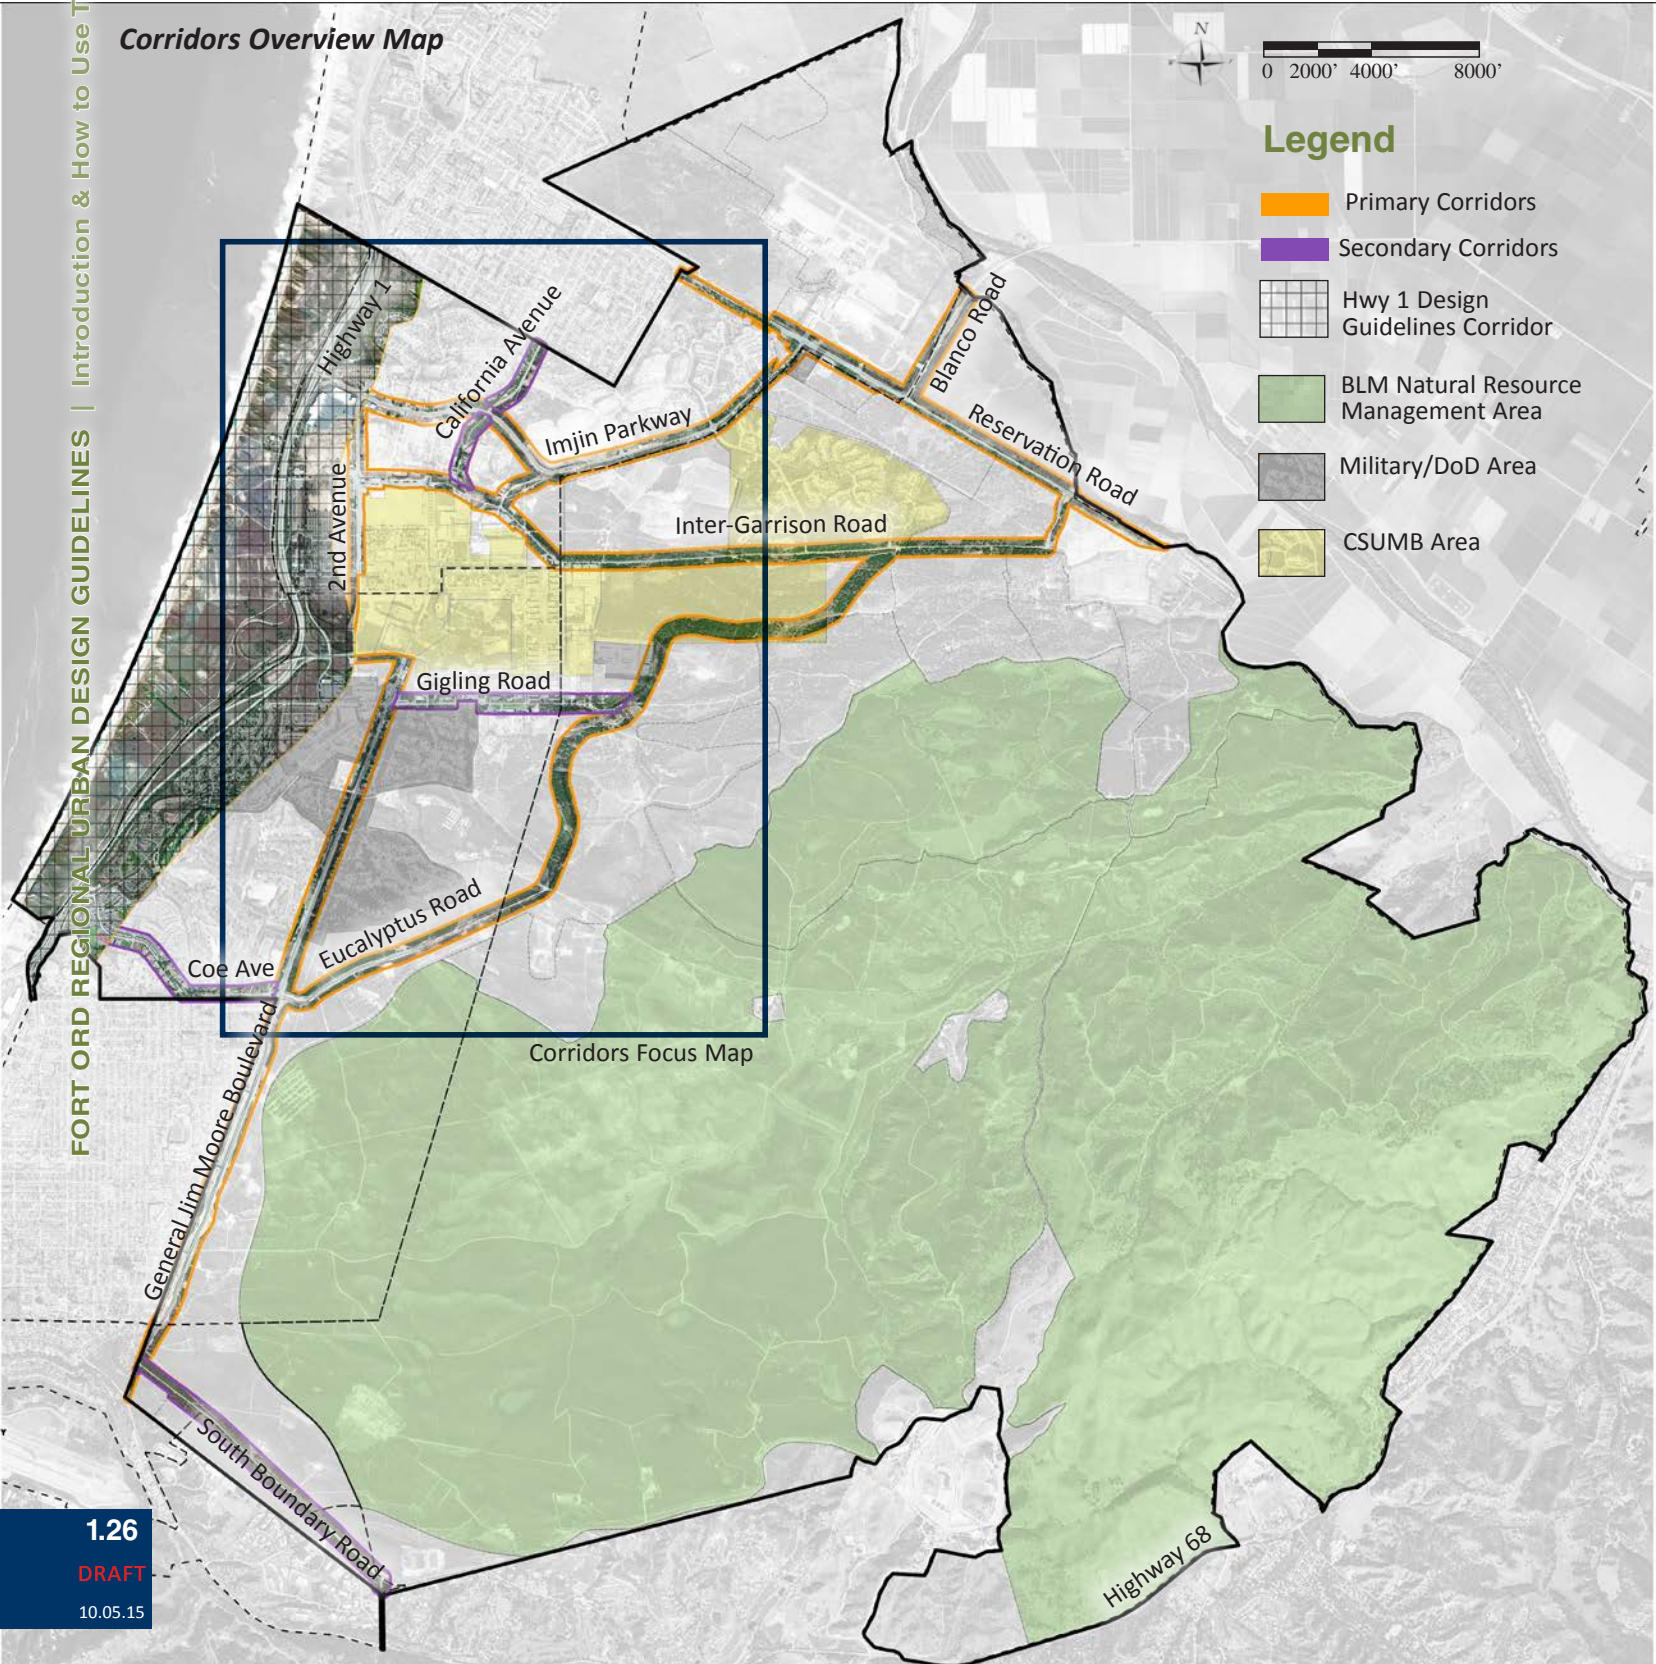 Corridors Overview Map
N
0 2000' 4000' 8000'
Legend
Primary Corridors
Secondary Corridors
Hwy 1 Design
Guidelines Corridor
BLM Natural Resource
Management Area
Military/DoD Area
CSUMB Area
FORT ORD REGIONAL URBAN DESIGN GUIDELINES | Introduction & How to Use T
Highway 1
California Avenue
Blanco Road
Imjin Parkway
Reservation Road
2nd Avenue
Inter-Garrison Road
Gigling Road
Eucalyptus Road
Coe Ave
Corridors Focus Map
General Jim Moore Boulevard
South Boundary Road
Highway 68
Y
1.26
DRAFT
10.05.15